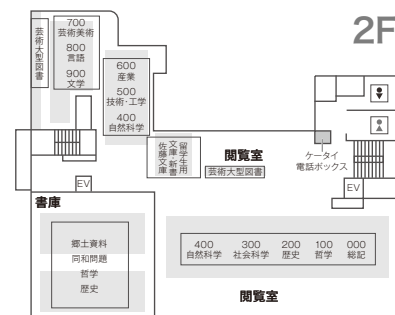 2F
芸術大型図書
700
芸術美術
800
言語
900
文学
600
産業
500
技術・工学
400
自然科学
佐藤文庫
文庫・新書
留学生用
閲覧室
芸術大型図書
ケータイ
電話ボックス
EV
EV
書庫
郷土資料
同和問題
哲学
歴史
400
自然科学
300
社会科学
200
歴史
100
哲学
000
総記
閲覧室